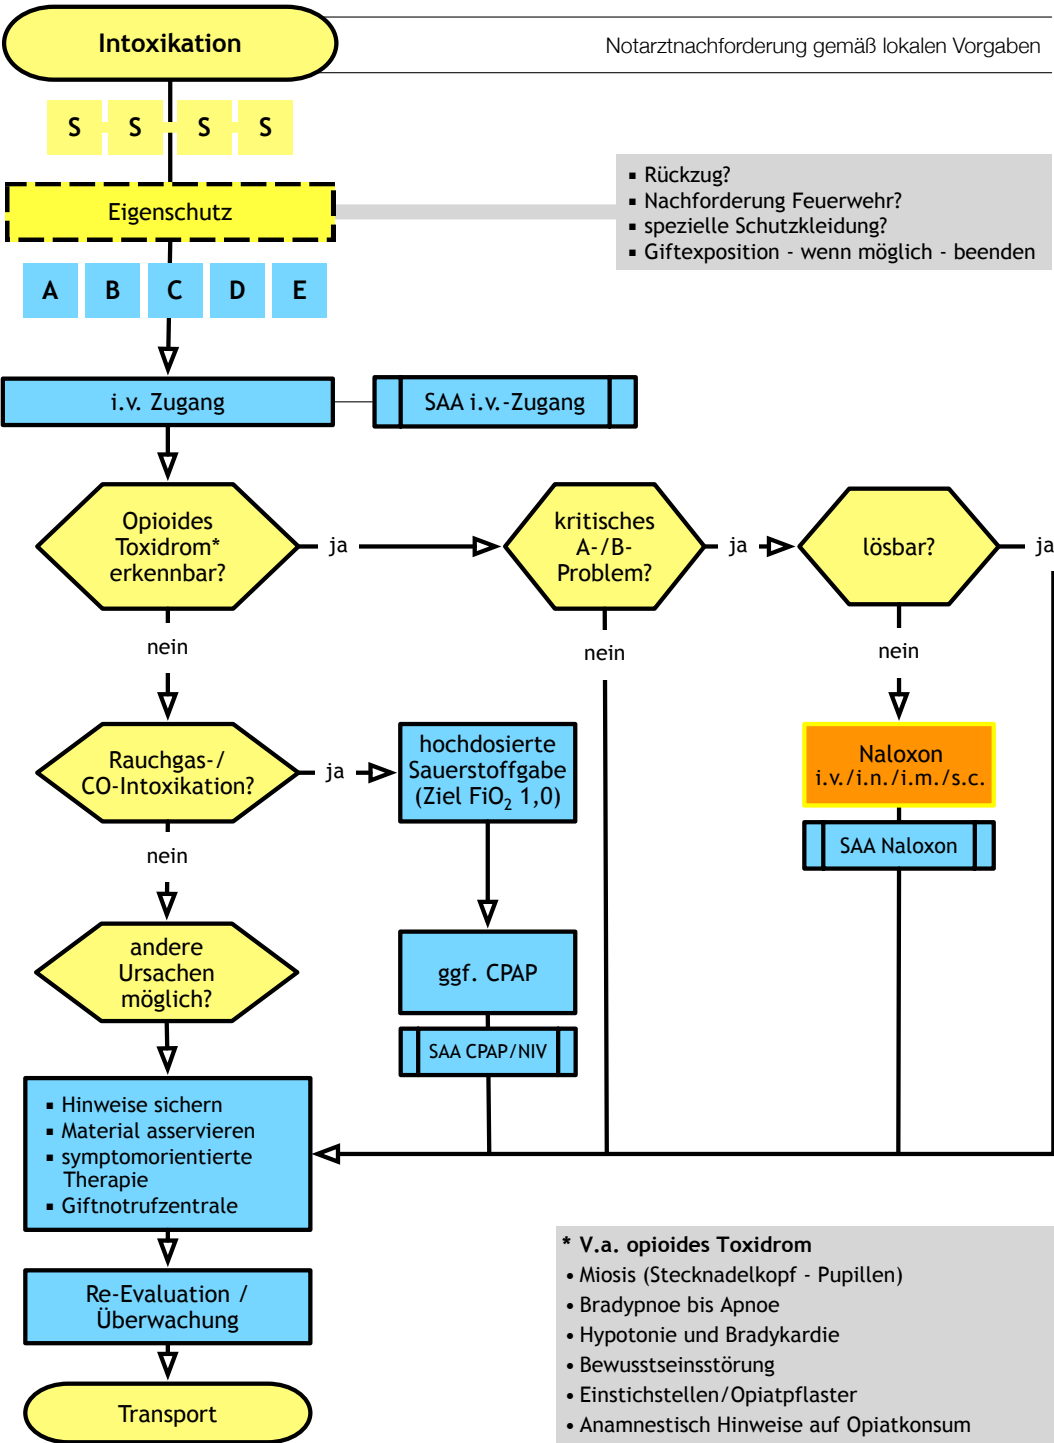 Intoxikation
Notarztnachforderung gemäß lokalen Vorgaben
S S S S
Eigenschutz
▪ Rückzug?
▪ Nachforderung Feuerwehr?
▪ spezielle Schutzkleidung?
▪ Giftexposition - wenn möglich - beenden
A B C D E
i.v. Zugang
SAA i.v.-Zugang
Opioides
Toxidrom*
erkennbar?
ja
kritisches
A-/B-
Problem?
ja
lösbar?
ja
nein
nein
nein
Rauchgas-/
CO-Intoxikation?
ja
hochdosierte
Sauerstoffgabe
(Ziel FiO₂ 1,0)
Naloxon
i.v./i.n./i.m./s.c.
SAA Naloxon
nein
andere
Ursachen
möglich?
ggf. CPAP
SAA CPAP/NIV
▪ Hinweise sichern
▪ Material asservieren
▪ symptomorientierte
Therapie
▪ Giftnotrufzentrale
Re-Evaluation /
Überwachung
Transport
* V.a. opioides Toxidrom
• Miosis (Stecknadelkopf - Pupillen)
• Bradypnoe bis Apnoe
• Hypotonie und Bradykardie
• Bewusstseinsstörung
• Einstichstellen/Opiatpflaster
• Anamnestisch Hinweise auf Opiatkonsum